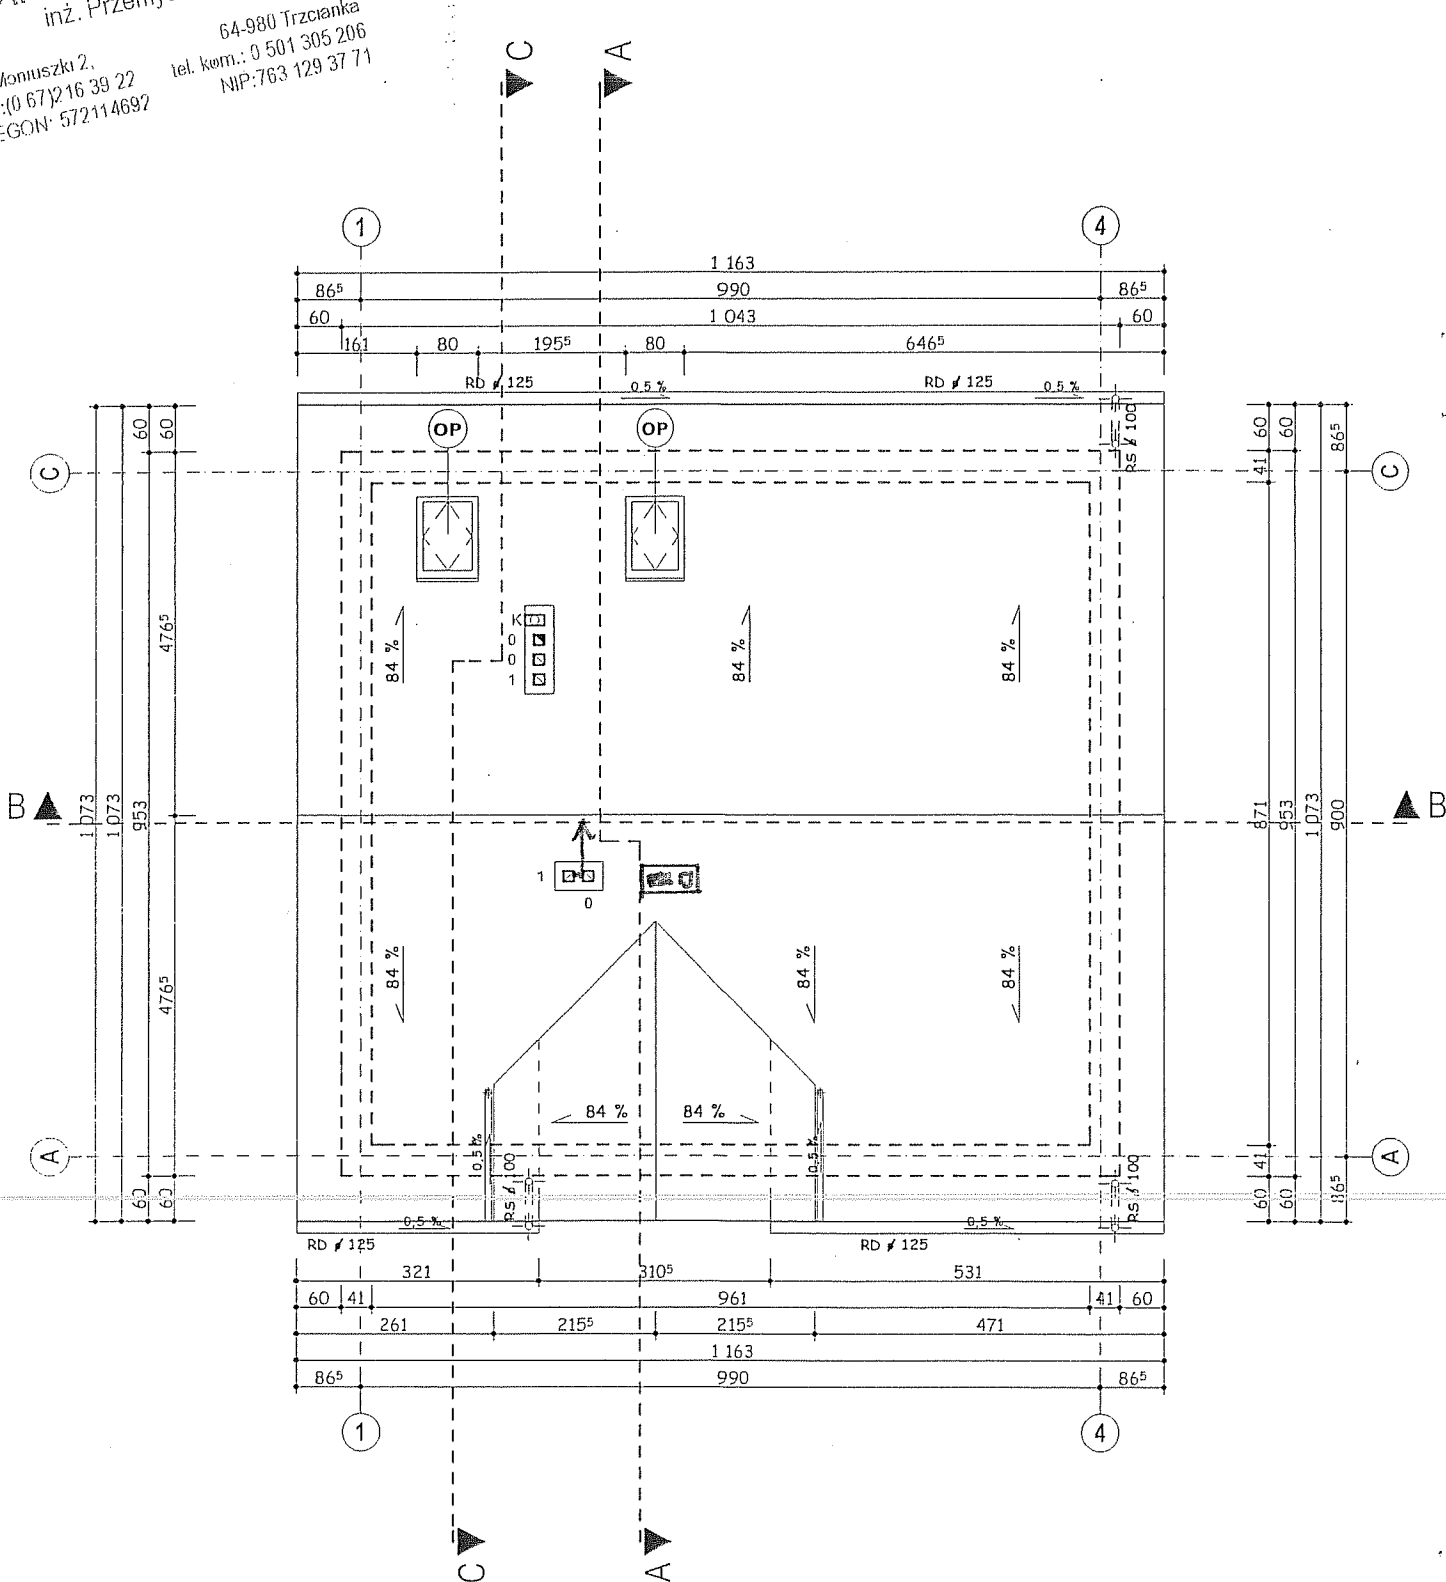 inż.
64-980 Trzcianka
Moniuszki 2,
tel. kom.: 0 501 305 206
:(0 67)216 39 22
NIP:763 129 37 71
EGON: 572114692
C
A
1
4
1 163
86⁵
990
86⁵
60
1 043
60
161
80
195⁵
80
646⁵
RD ø 125
0,5 %
RD ø 125
0,5 %
OP
OP
RS ø 100
C
C
60
60
60
41
60
86⁵
K
0
0
1
84 %
84 %
84 %
476⁵
B
1 073
1 073
953
871
953
1 073
900
B
1
0
84 %
84 %
84 %
476⁵
84 %
84 %
0,5 %
0,5 %
A
A
RS ø 100
RS ø 100
60
60
41
60
60
86⁵
0,5 %
0,5 %
RD ø 125
RD ø 125
321
310⁵
531
60
41
961
41
60
261
215⁵
215⁵
471
1 163
86⁵
990
86⁵
1
4
C
A